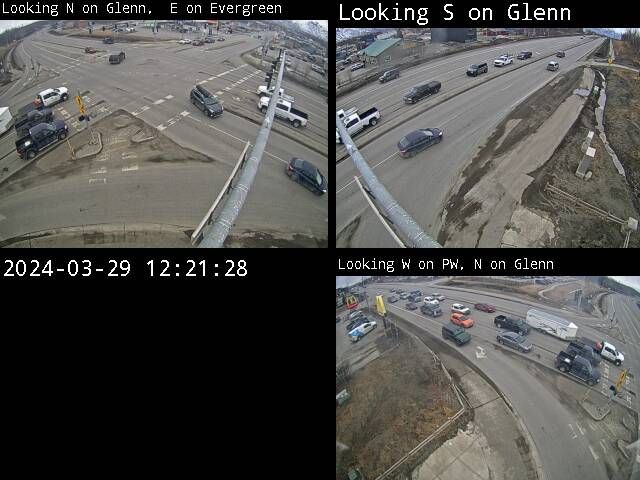 Looking N on Glenn,  E on Evergreen
Looking S on Glenn
2024-03-29 12:21:28
Looking W on PW, N on Glenn